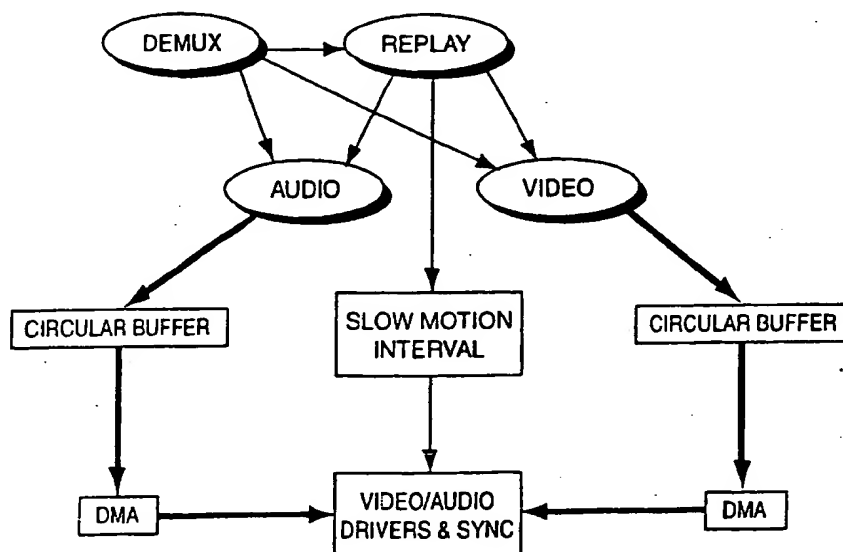 DEMUX
REPLAY
AUDIO
VIDEO
CIRCULAR BUFFER
SLOW MOTION
INTERVAL
CIRCULAR BUFFER
DMA
VIDEO/AUDIO
DRIVERS & SYNC
DMA